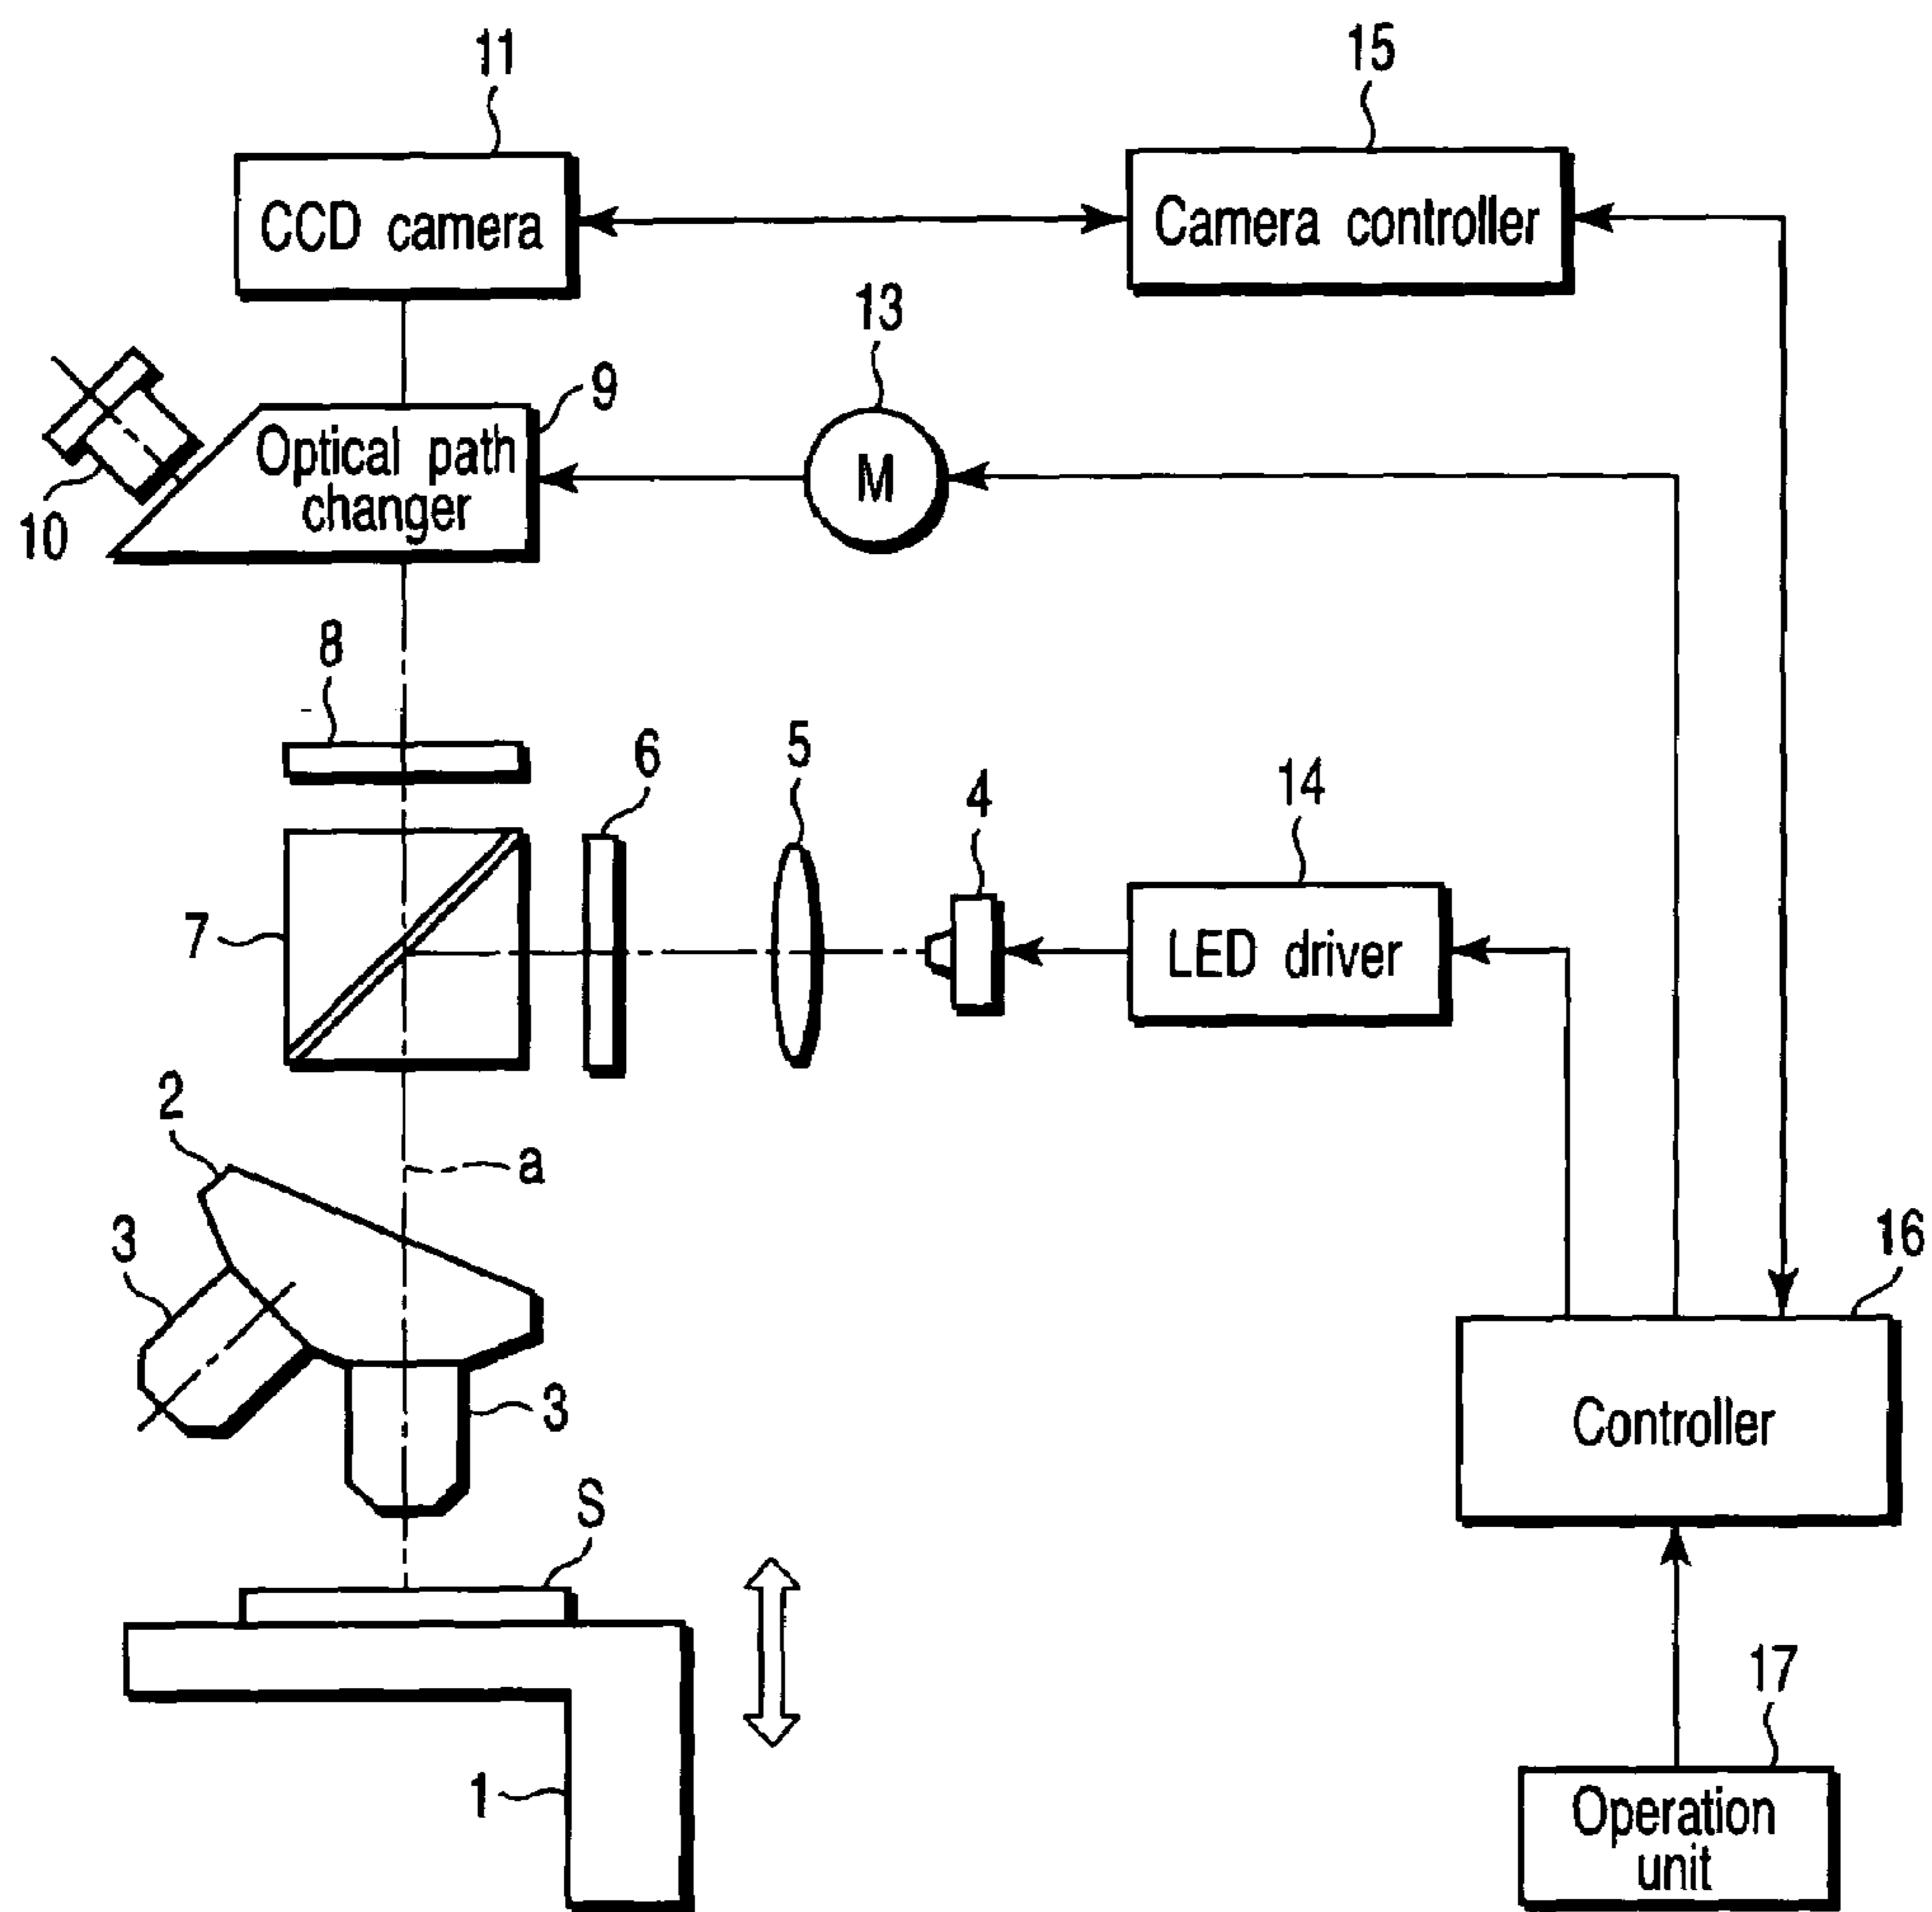 11
15
CCD camera
Camera controller
13
9
Optical path
changer
M
10
8
6
5
4
14
7
LED driver
2
a
3
16
3
Controller
S
17
1
Operation
unit